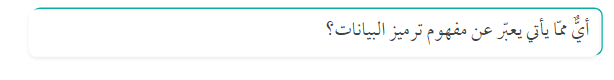 أيٌّ ممّا يأتي يعبّر عن مفهوم ترميز البيانات؟